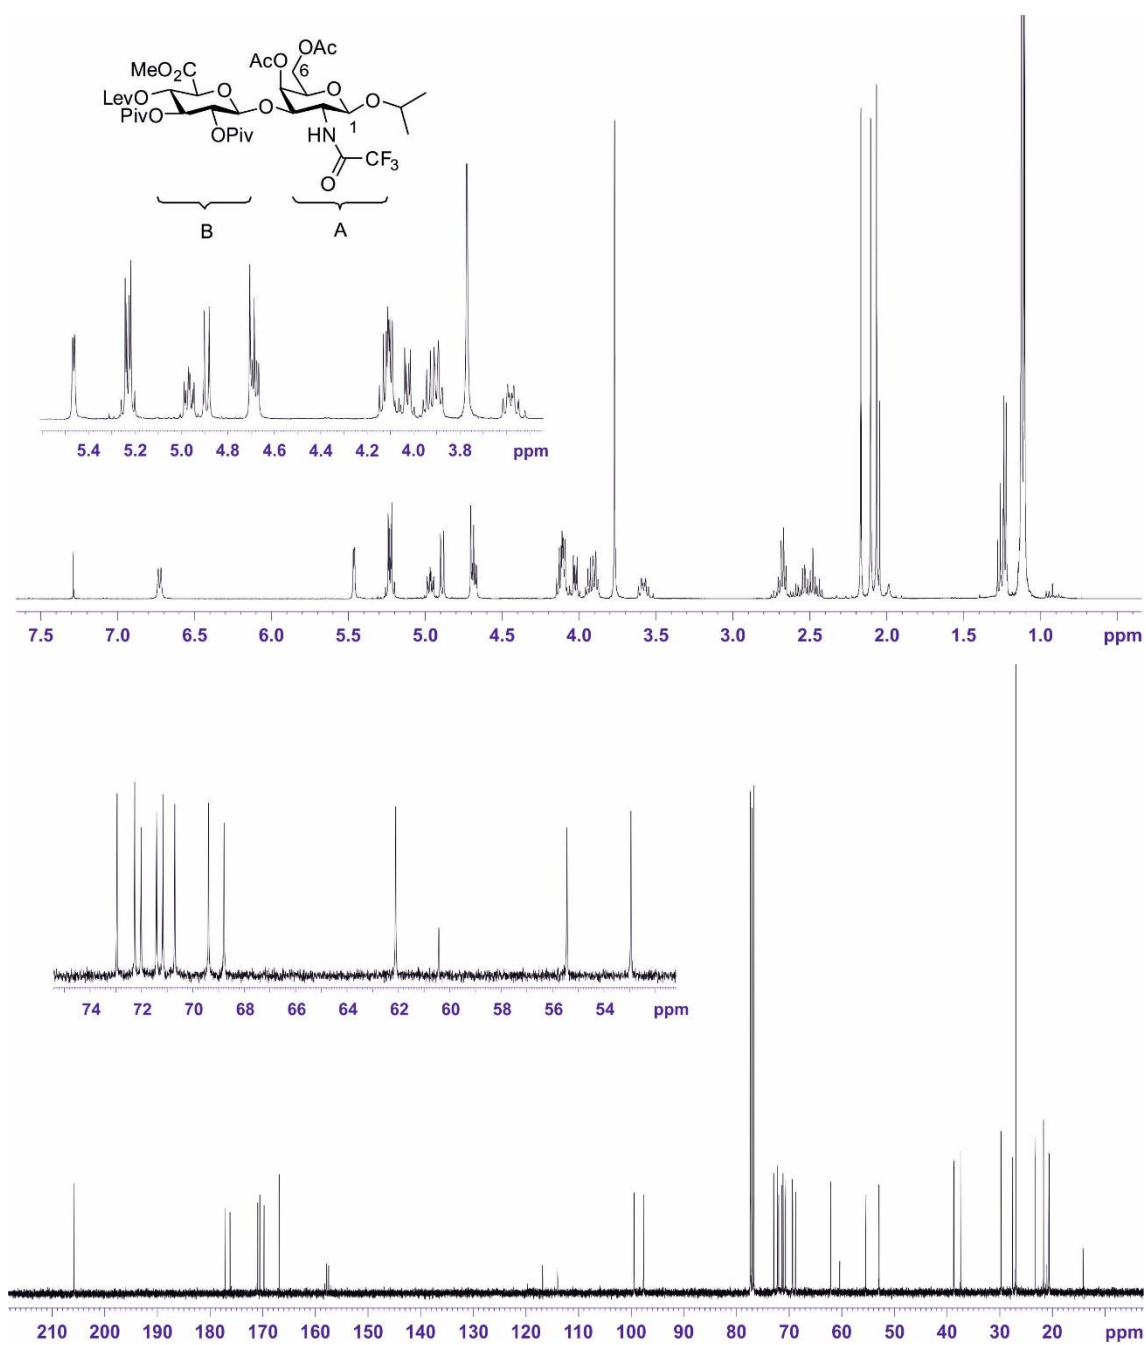 OAc
AcO
6
MeO
O₂C
O
O
O
Lev O
PivO
O
1
OPiv
HN
CF₃
O
B
A
5.4 5.2 5.0 4.8 4.6 4.4 4.2 4.0 3.8 ppm
7.5 7.0 6.5 6.0 5.5 5.0 4.5 4.0 3.5 3.0 2.5 2.0 1.5 1.0 ppm
74 72 70 68 66 64 62 60 58 56 54 ppm
210 200 190 180 170 160 150 140 130 120 110 100 90 80 70 60 50 40 30 20 ppm